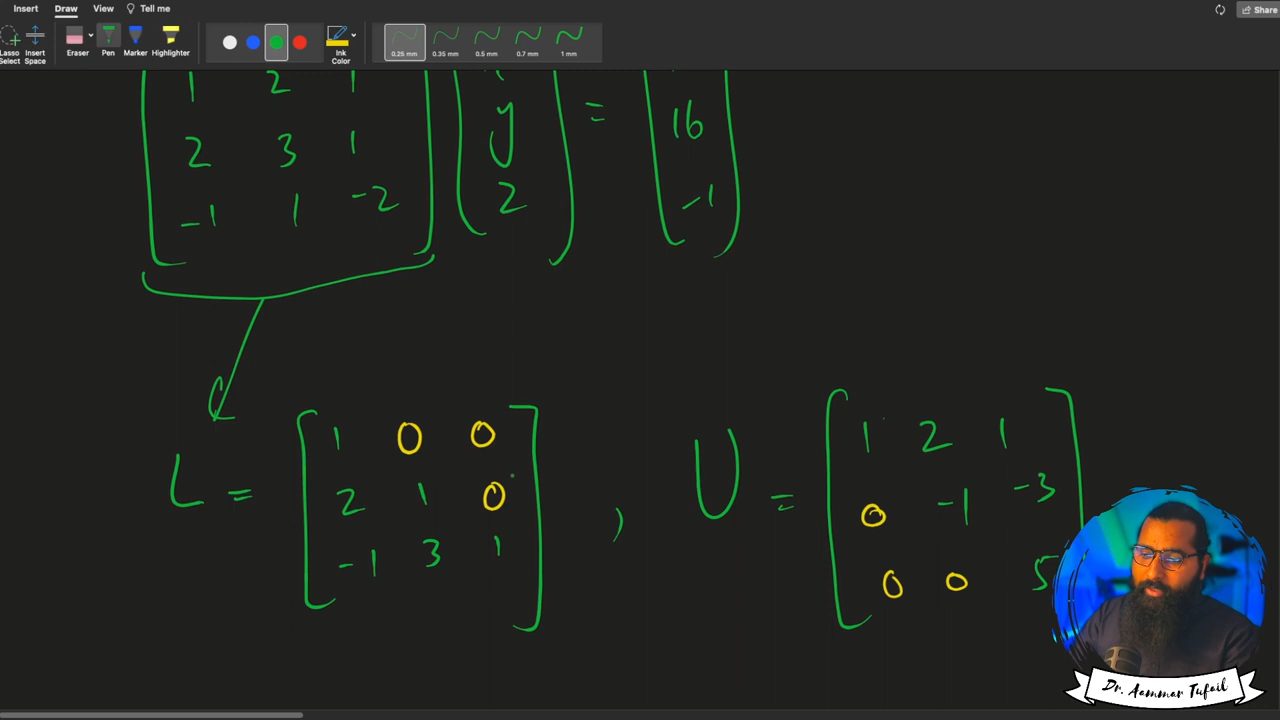 Insert Draw View Tell me
Share
Lasso Select Insert Space Eraser Pen Marker Highlighter Ink Color 0.25 mm 0.35 mm 0.5 mm 0.7 mm 1 mm
1 2 1
2 3 1 y = 16
-1 1 -2 2 -1
L = 1 0 0
2 1 0
-1 3 1
, U = 1 2 1
0 -1 -3
0 0 5
Dr. Aammar Tufail